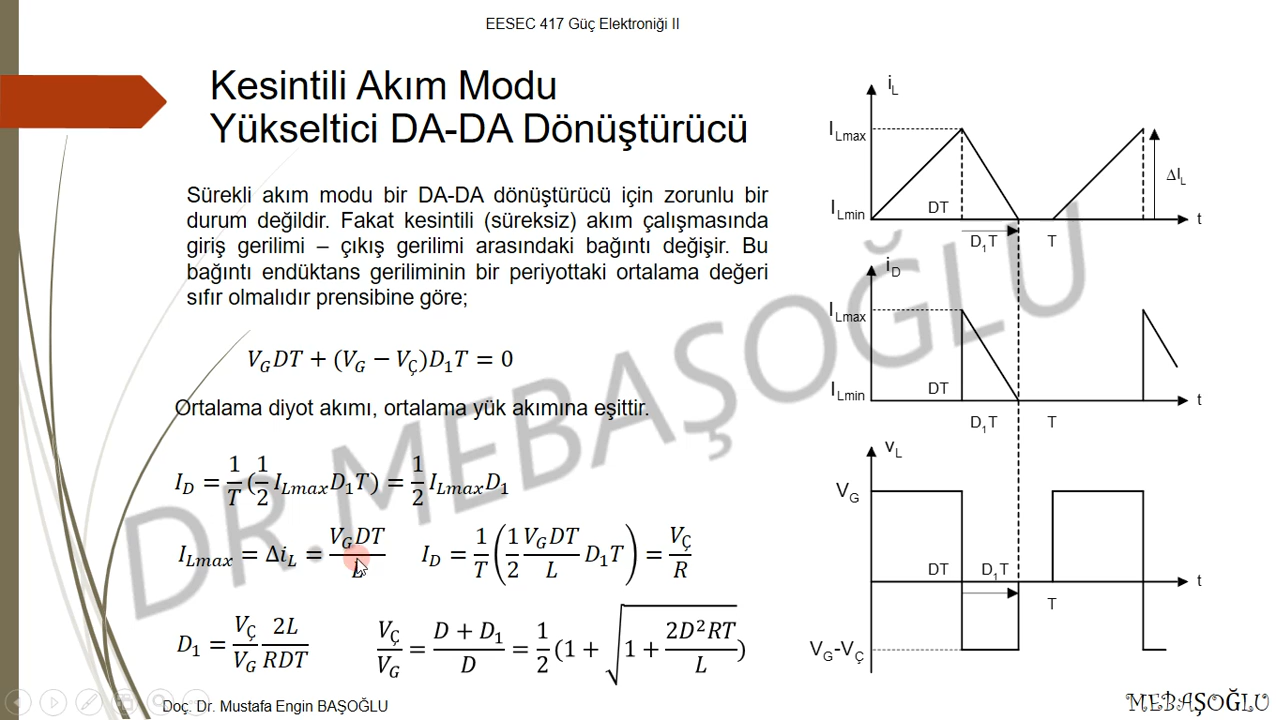 EESEC 417 Güç Elektroniği II
Kesintili Akım Modu
Yükseltici DA-DA Dönüştürücü
Sürekli akım modu bir DA-DA dönüştürücü için zorunlu bir
durum değildir. Fakat kesintili (süreksiz) akım çalışmasında
giriş gerilimi – çıkış gerilimi arasındaki bağıntı değişir. Bu
bağıntı endüktans geriliminin bir periyottaki ortalama değeri
sıfır olmalıdır prensibine göre;
V_G DT + (V_G − V_Ç)D_1 T = 0
Ortalama diyot akımı, ortalama yük akımına eşittir.
I_D = 1/T (1/2 I_Lmax D_1 T) = 1/2 I_Lmax D_1
I_Lmax = Δi_L = V_G DT / L
I_D = 1/T (1/2 V_G DT / L D_1 T) = V_Ç / R
D_1 = V_Ç / V_G 2L / RDT
V_Ç / V_G = D + D_1 / D = 1/2 (1 + √1 + 2D²RT / L)
i_L
I_Lmax
I_Lmin
DT
D_1 T
T
ΔI_L
t
i_D
I_Lmax
I_Lmin
DT
D_1 T
T
t
v_L
V_G
DT
D_1 T
T
t
V_G-V_Ç
DR.MEBAŞOĞLU
Doç. Dr. Mustafa Engin BAŞOĞLU
MEBAŞOĞLU